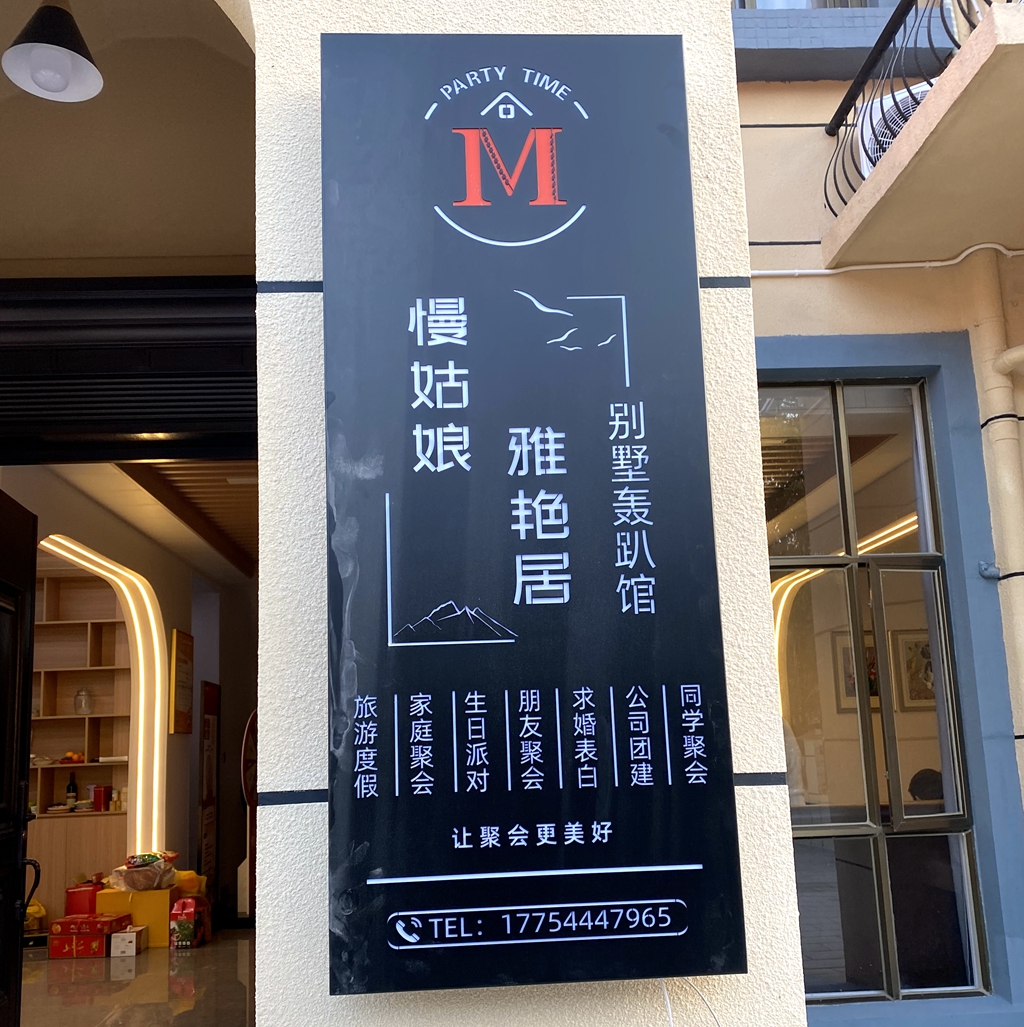 PARTY TIME
M
慢姑娘
雅艳居
别墅轰趴馆
旅游度假
家庭聚会
生日派对
朋友聚会
求婚表白
公司团建
同学聚会
让聚会更美好
TEL：17754447965